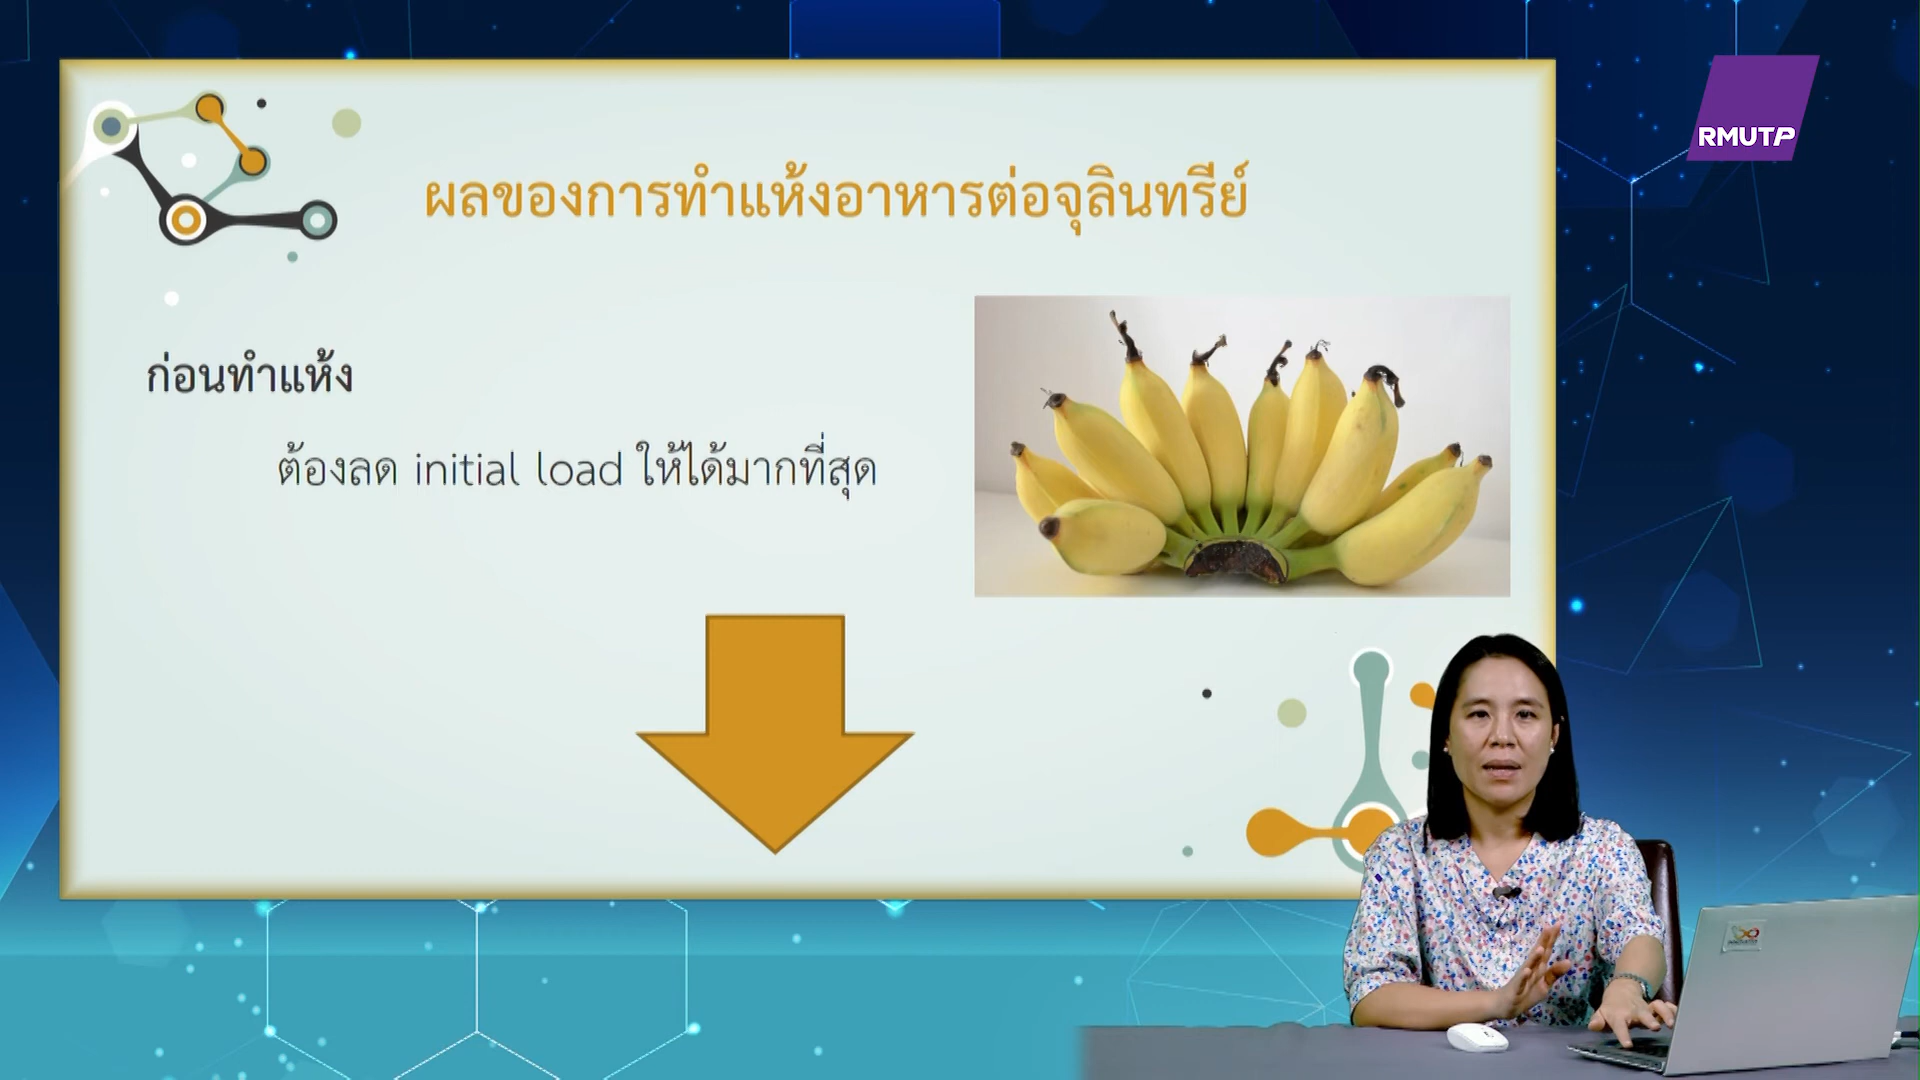 RMUTP
ผลของการทำแห้งอาหารต่อจุลินทรีย์
ก่อนทำแห้ง
ต้องลด initial load ให้ได้มากที่สุด